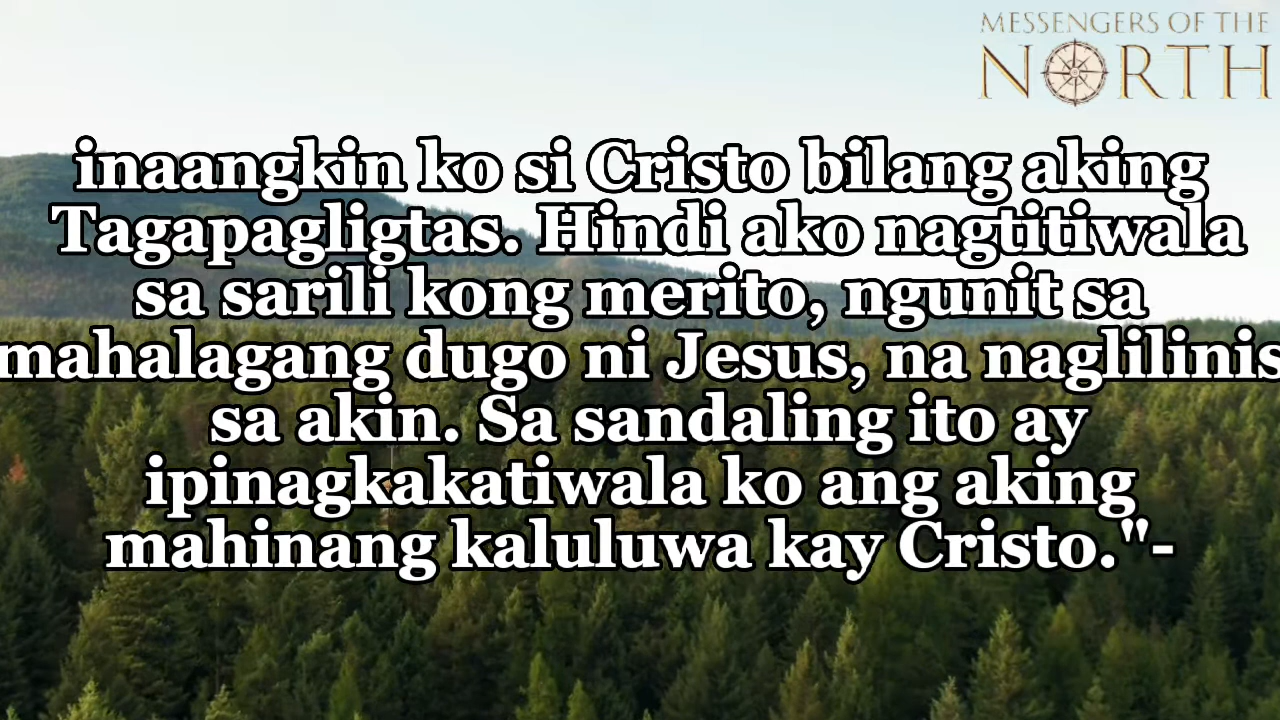 MESSENGERS OF THE
NORTH
inaangkin ko si Cristo bilang aking
Tagapagligtas. Hindi ako nagtitiwala
sa sarili kong merito, ngunit sa
mahalagang dugo ni Jesus, na naglilinis
sa akin. Sa sandaling ito ay
ipinagkakatiwala ko ang aking
mahinang kaluluwa kay Cristo."-